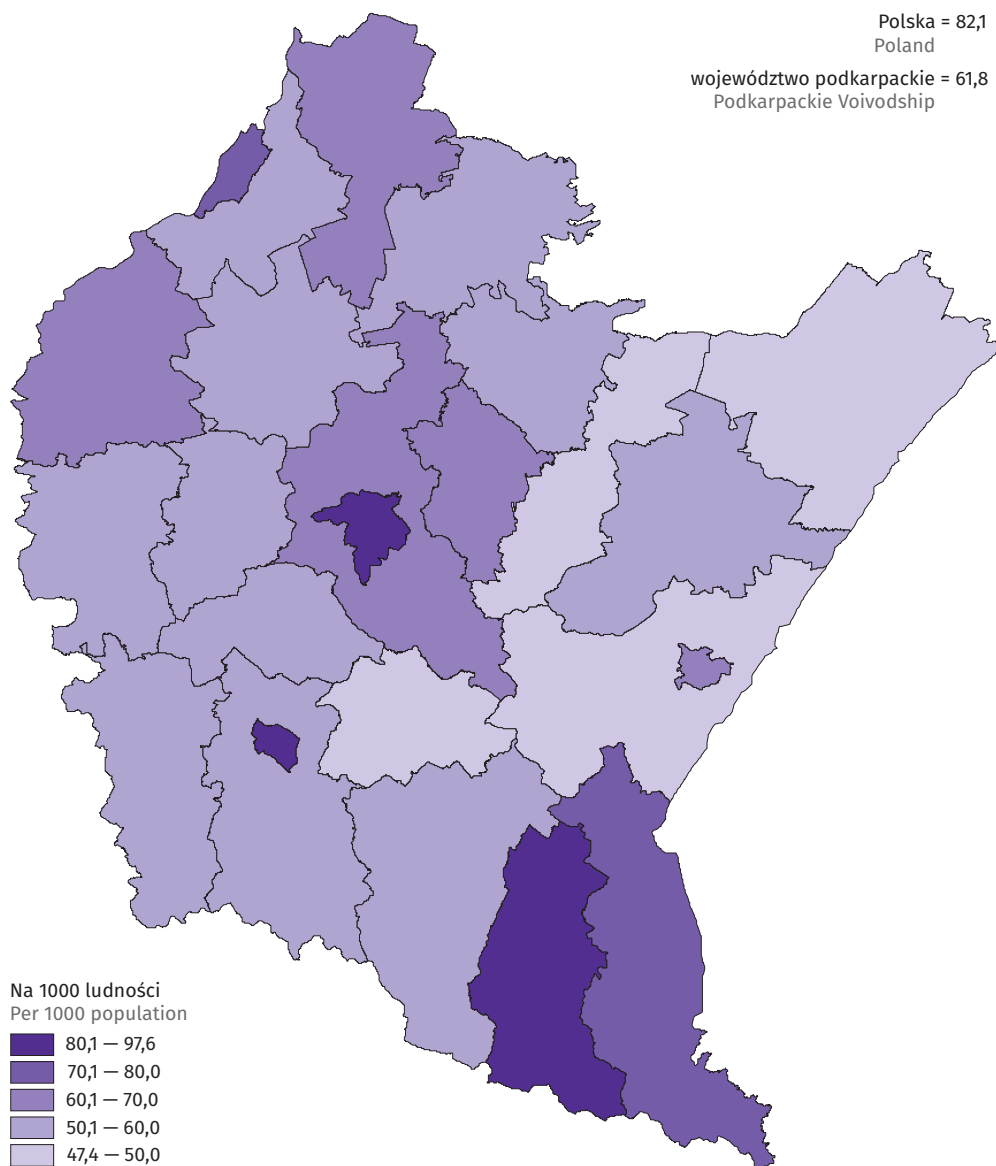 Polska = 82,1
Poland
województwo podkarpackie = 61,8
Podkarpackie Voivodship
Na 1000 ludności
Per 1000 population
80,1 — 97,6
70,1 — 80,0
60,1 — 70,0
50,1 — 60,0
47,4 — 50,0